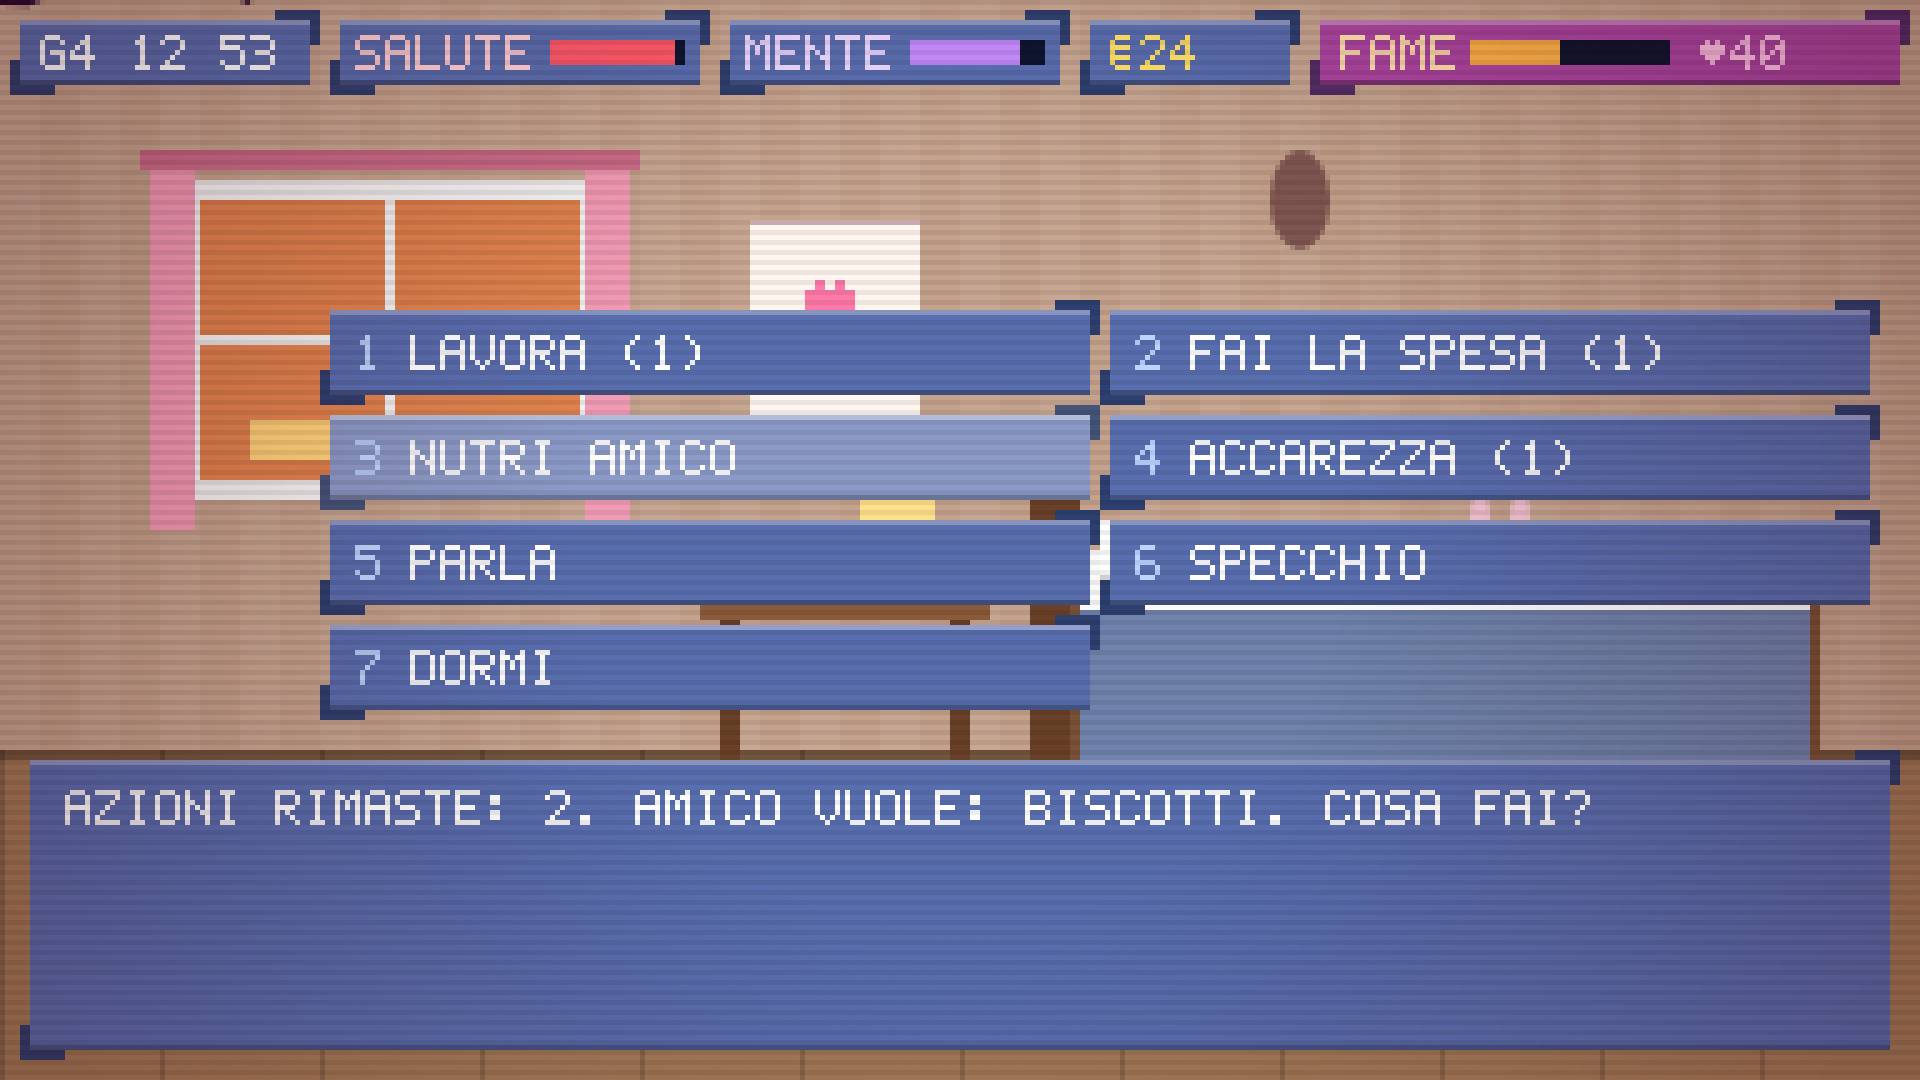 G4 12 53 SALUTE MENTE €24 FAME ♥40
1 LAVORA (1) 2 FAI LA SPESA (1)
3 NUTRI AMICO 4 ACCAREZZA (1)
5 PARLA 6 SPECCHIO
7 DORMI
AZIONI RIMASTE: 2. AMICO VUOLE: BISCOTTI. COSA FAI?